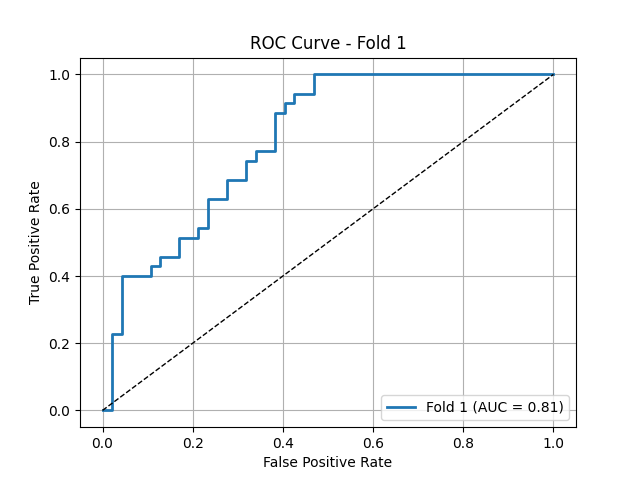 ROC Curve - Fold 1
True Positive Rate
1.0
0.8
0.6
0.4
0.2
0.0
Fold 1 (AUC = 0.81)
0.0 0.2 0.4 0.6 0.8 1.0
False Positive Rate